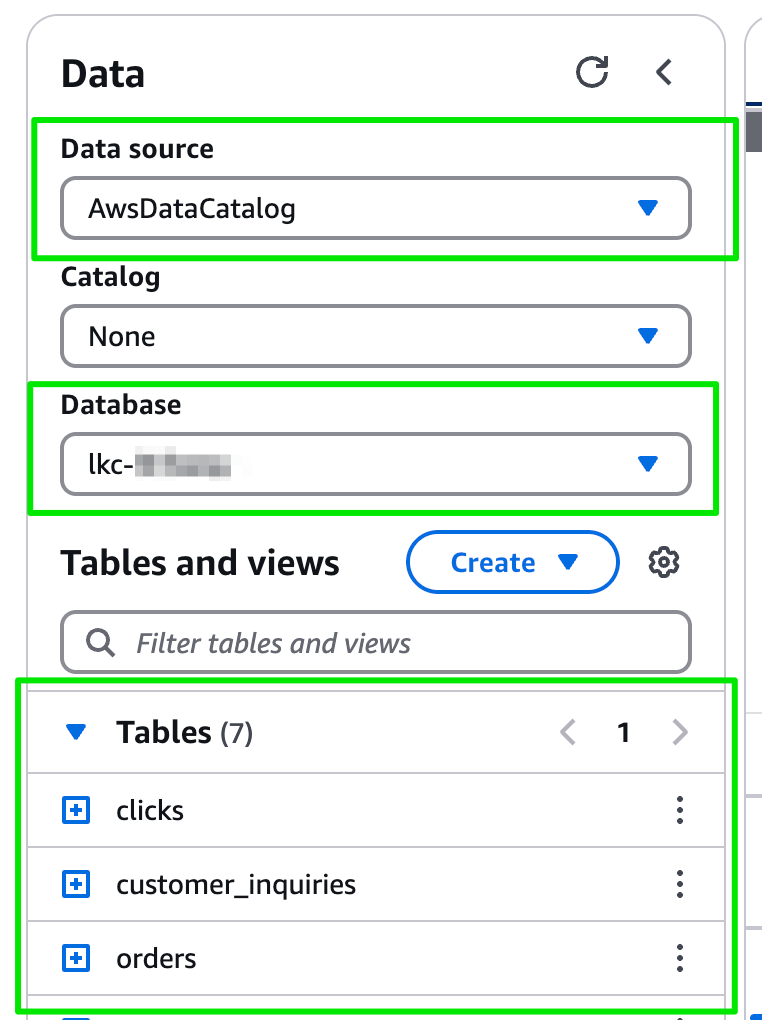 Data
Data source
AwsDataCatalog
Catalog
None
Database
lkc-
Tables and views
Create
Filter tables and views
Tables (7)
1
clicks
customer_inquiries
orders